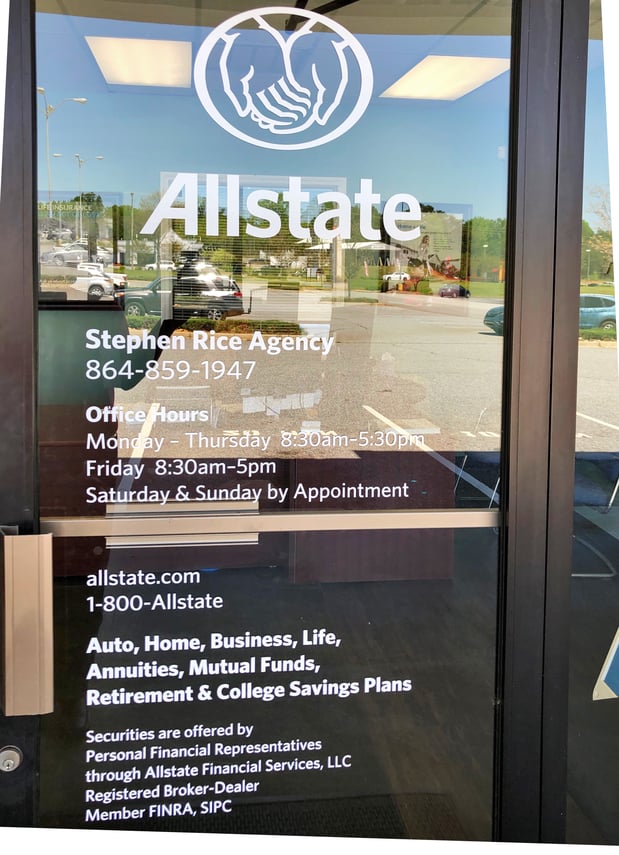 Allstate
LIFE INSURANCE
Stephen Rice Agency
864-859-1947
Office Hours
Monday – Thursday 8:30am–5:30pm
Friday 8:30am–5pm
Saturday & Sunday by Appointment
allstate.com
1-800-Allstate
Auto, Home, Business, Life,
Annuities, Mutual Funds,
Retirement & College Savings Plans
Securities are offered by
Personal Financial Representatives
through Allstate Financial Services, LLC
Registered Broker-Dealer
Member FINRA, SIPC